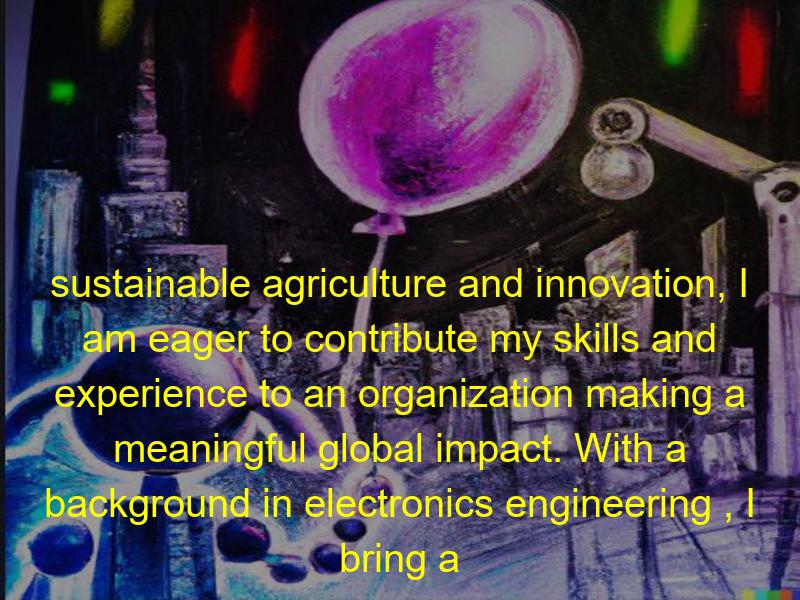 sustainable agriculture and innovation, I
am eager to contribute my skills and
experience to an organization making a
meaningful global impact. With a
background in electronics engineering , I
bring a